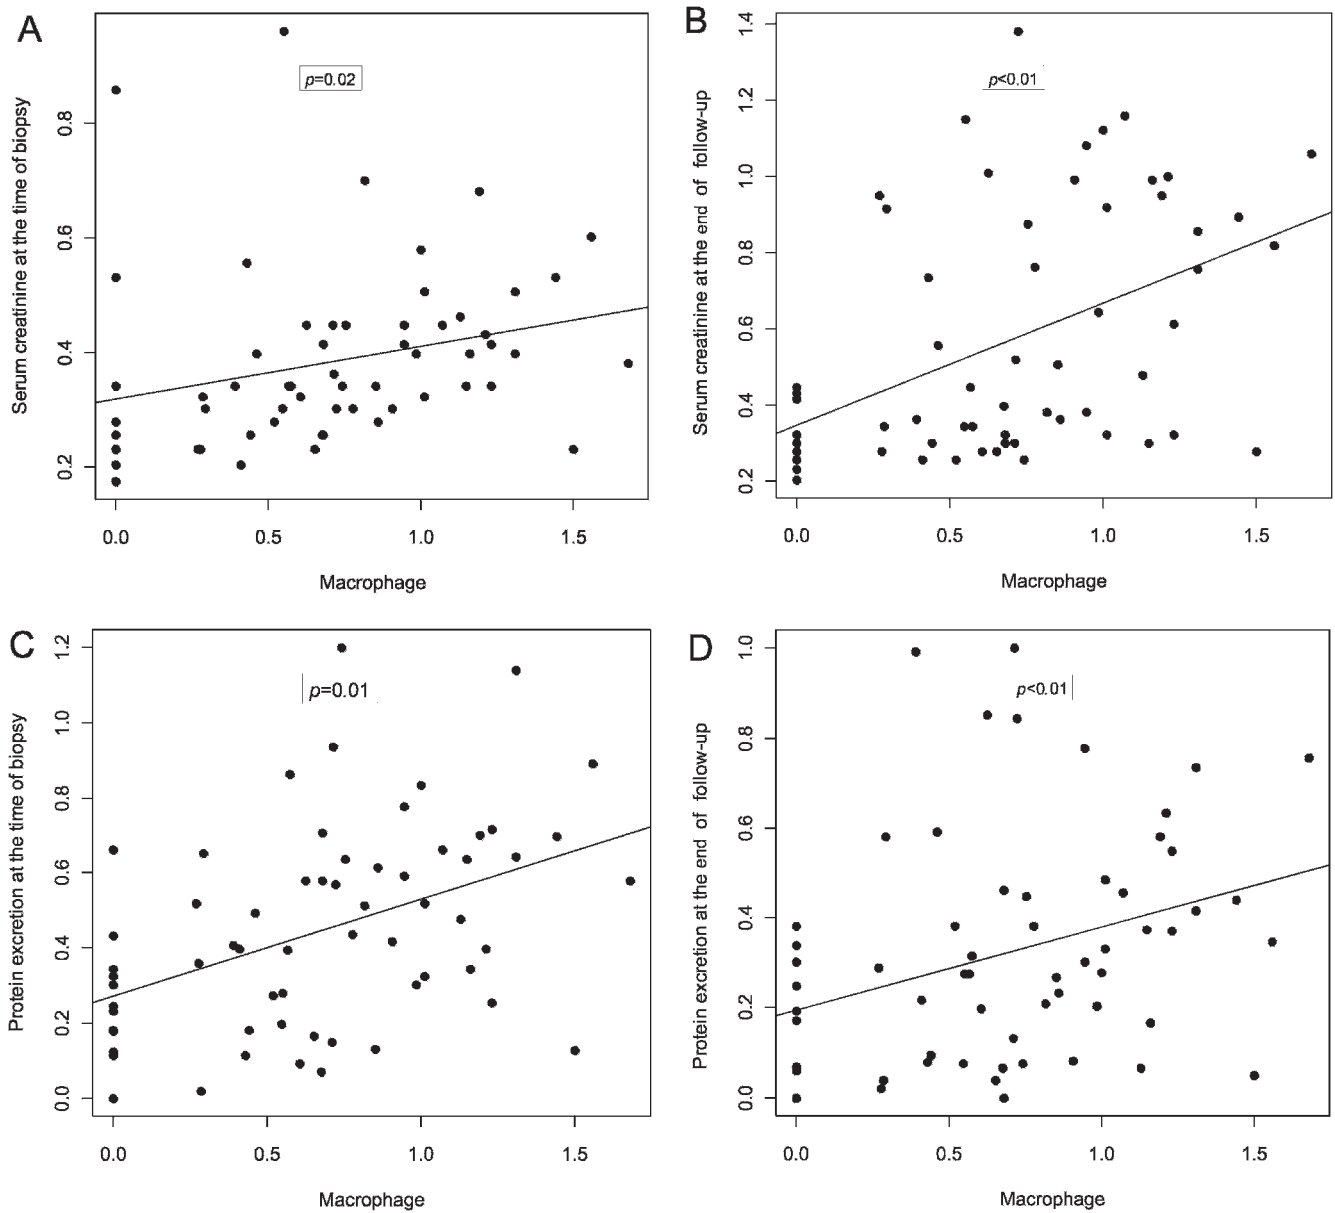 A
p=0.02
Serum creatinine at the time of biopsy
0.2
0.4
0.6
0.8
0.0
0.5
1.0
1.5
Macrophage
B
p<0.01
Serum creatinine at the end of follow-up
0.2
0.4
0.6
0.8
1.0
1.2
1.4
0.0
0.5
1.0
1.5
Macrophage
C
p=0.01
Protein excretion at the time of biopsy
0.0
0.2
0.4
0.6
0.8
1.0
1.2
0.0
0.5
1.0
1.5
Macrophage
D
p<0.01
Protein excretion at the end of follow-up
0.0
0.2
0.4
0.6
0.8
1.0
0.0
0.5
1.0
1.5
Macrophage